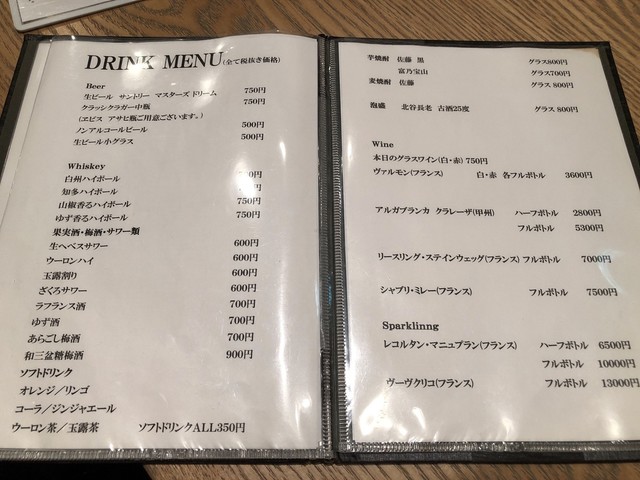 DRINK MENU(全て税抜き価格)
Beer
生ビール サントリー マスターズ ドリーム 750円
クラッシックラガー中瓶 750円
(ヱビス アサヒ瓶ご用意ございます。)
ノンアルコールビール 500円
生ビール小グラス 500円
Whiskey
白州ハイボール 円
知多ハイボール 円
山椒香るハイボール 750円
ゆず香るハイボール 750円
果実酒・梅酒・サワー類
生ヘベスサワー 600円
ウーロンハイ 600円
玉露割り 600円
ざくろサワー 600円
ラフランス酒 700円
ゆず酒 700円
あらごし梅酒 700円
和三盆糖梅酒 900円
ソフトドリンク
オレンジ／リンゴ
コーラ／ジンジャエール
ウーロン茶／玉露茶 ソフトドリンクALL350円
芋焼酎 佐藤 黒 グラス800円
富乃宝山 グラス700円
麦焼酎 佐藤 グラス 800円
泡盛 北谷長老 古酒25度 グラス 800円
Wine
本日のグラスワイン(白・赤) 750円
ヴァルモン(フランス) 白・赤 各フルボトル 3600円
アルガブランカ クラレーザ(甲州) ハーフボトル 2800円
フルボトル 5300円
リースリング・ステインウェッグ(フランス) フルボトル 7000円
シャブリ・ミレー(フランス) フルボトル 7500円
Sparklinng
レコルタン・マニュプラン(フランス) ハーフボトル 6500円
フルボトル 10000円
ヴーヴクリコ(フランス) フルボトル 13000円